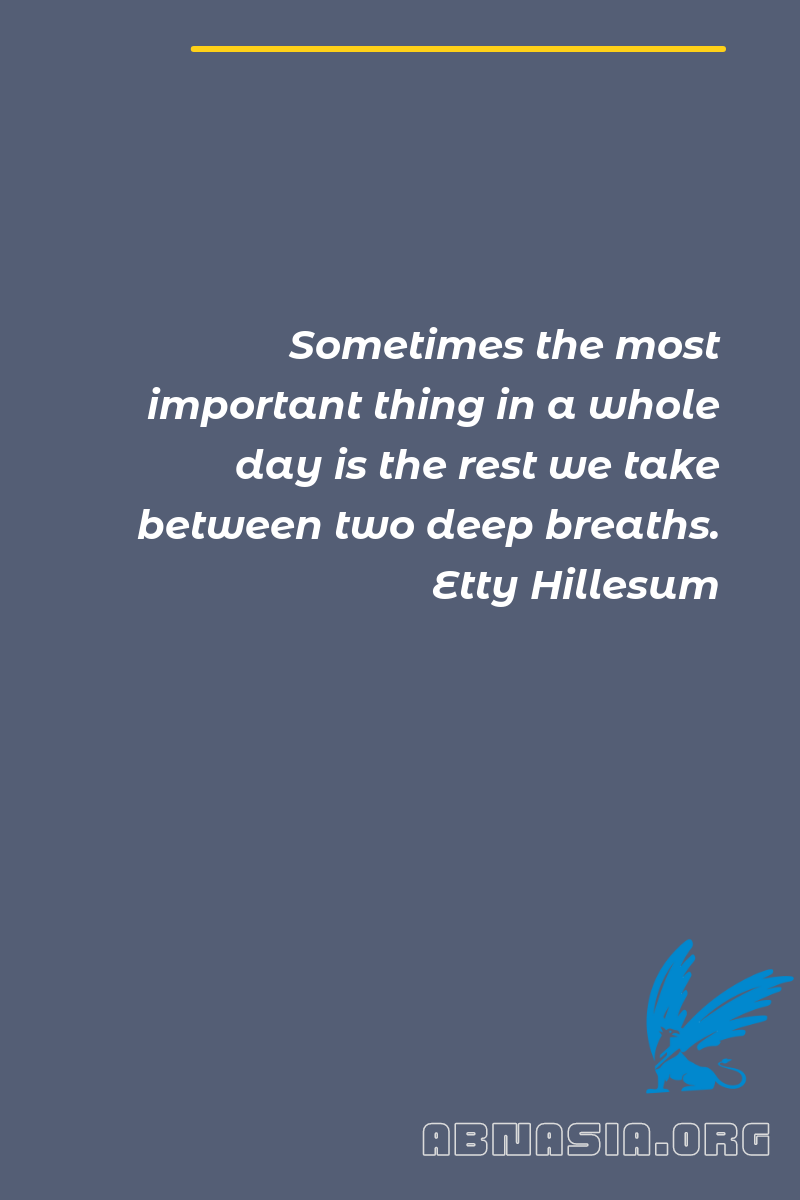 Sometimes the most
important thing in a whole
day is the rest we take
between two deep breaths.
Etty Hillesum
ABNASIA.ORG